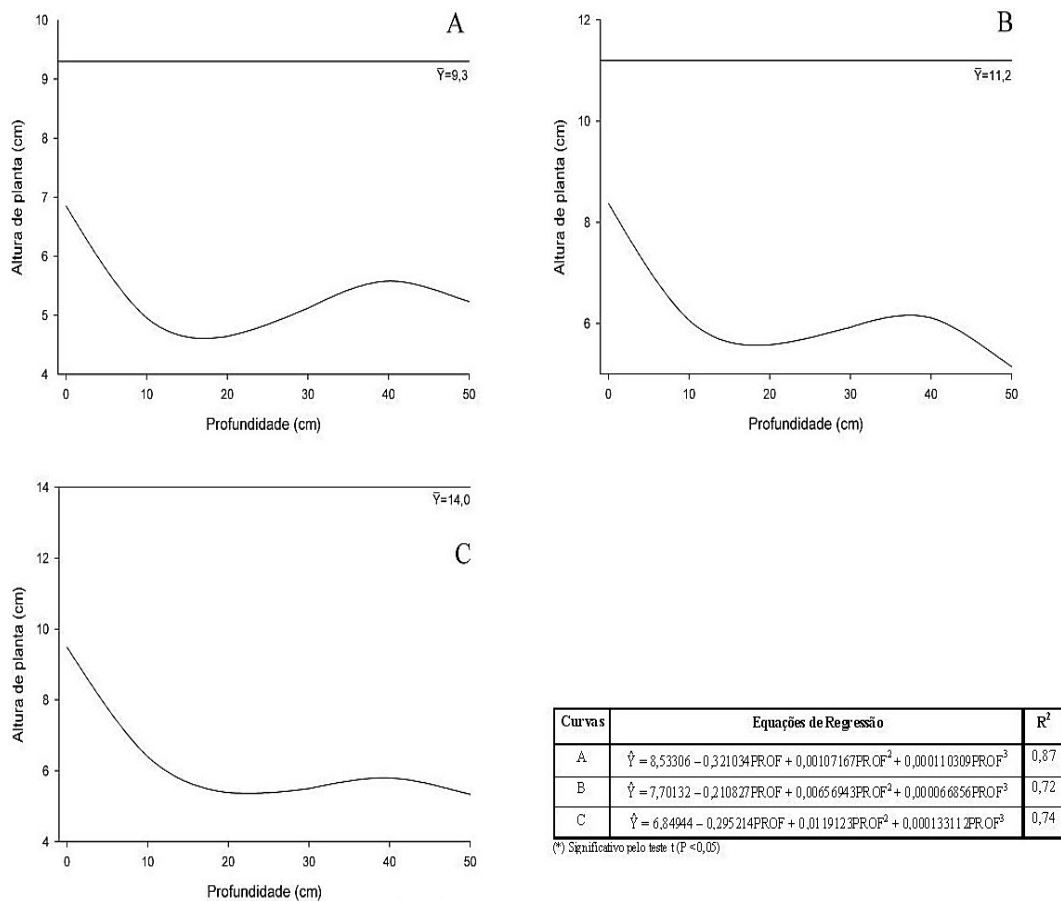 A
Altura de planta (cm)
10
9
8
7
6
5
4
Ȳ=9,3
0 10 20 30 40 50
Profundidade (cm)
B
Altura de planta (cm)
12
10
8
6
Ȳ=11,2
0 10 20 30 40 50
Profundidade (cm)
C
Altura de planta (cm)
14
12
10
8
6
4
Ȳ=14,0
0 10 20 30 40 50
Profundidade (cm)
Curvas Equações de Regressão R²
A Ŷ = 8,53306 – 0,321034PROF + 0,00107167PROF² + 0,000110309PROF³ 0,87
B Ŷ = 7,70132 – 0,210827PROF + 0,00656943PROF² + 0,000066856PROF³ 0,72
C Ŷ = 6,84944 – 0,295214PROF + 0,0119123PROF² + 0,000133112PROF³ 0,74
(*) Significativo pelo teste t (P <0,05)